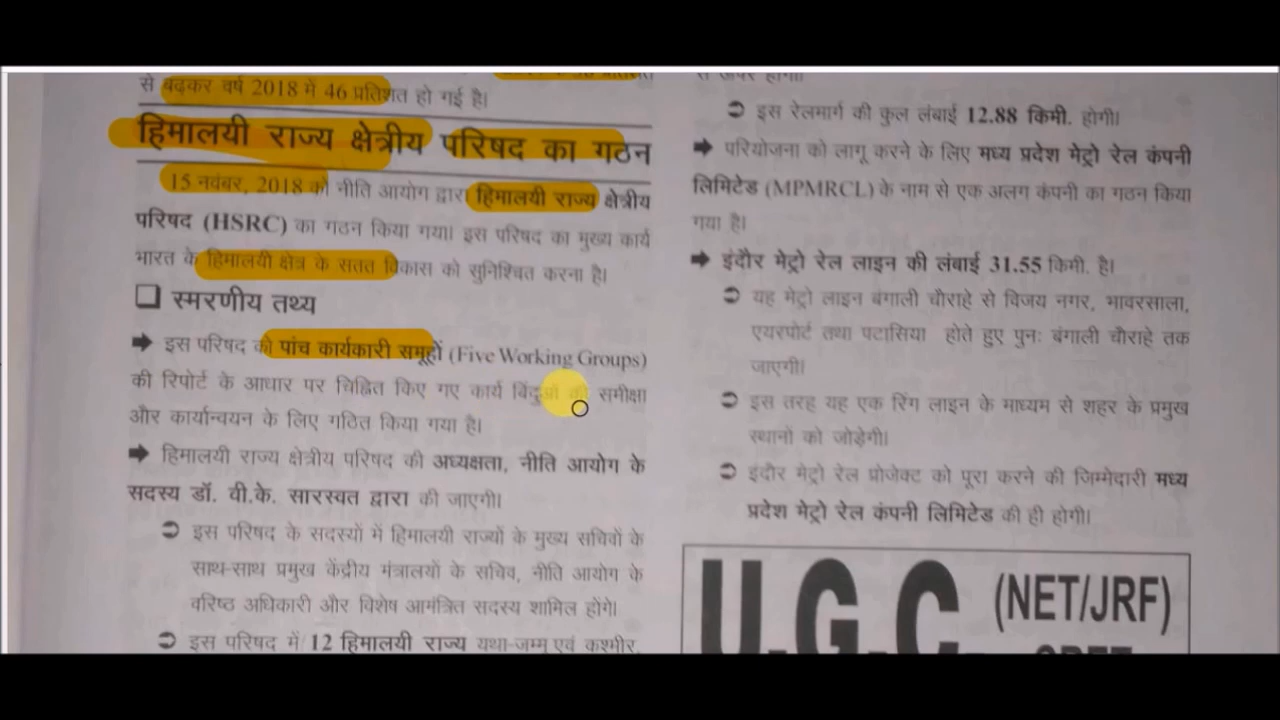 से बढ़कर वर्ष 2018 में 46 प्रतिशत हो गई है।
हिमालयी राज्य क्षेत्रीय परिषद का गठन
15 नवंबर, 2018 को नीति आयोग द्वारा हिमालयी राज्य क्षेत्रीय
परिषद (HSRC) का गठन किया गया। इस परिषद का मुख्य कार्य
भारत के हिमालयी क्षेत्र के सतत विकास को सुनिश्चित करना है।
❑ स्मरणीय तथ्य
➡ इस परिषद को पांच कार्यकारी समूहों (Five Working Groups)
की रिपोर्ट के आधार पर चिह्नित किए गए कार्य बिंदुओं की समीक्षा
और कार्यान्वयन के लिए गठित किया गया है।
➡ हिमालयी राज्य क्षेत्रीय परिषद की अध्यक्षता, नीति आयोग के
सदस्य डॉ. वी.के. सारस्वत द्वारा की जाएगी।
➲ इस परिषद के सदस्यों में हिमालयी राज्यों के मुख्य सचिवों के
साथ-साथ प्रमुख केंद्रीय मंत्रालयों के सचिव, नीति आयोग के
वरिष्ठ अधिकारी और विशेष आमंत्रित सदस्य शामिल होंगे।
➲ इस परिषद में 12 हिमालयी राज्य यथा-जम्मू एवं कश्मीर,
➲ इस रेलमार्ग की कुल लंबाई 12.88 किमी. होगी।
➡ परियोजना को लागू करने के लिए मध्य प्रदेश मेट्रो रेल कंपनी
लिमिटेड (MPMRCL) के नाम से एक अलग कंपनी का गठन किया
गया है।
➡ इंदौर मेट्रो रेल लाइन की लंबाई 31.55 किमी. है।
➲ यह मेट्रो लाइन बंगाली चौराहे से विजय नगर, भावरसाला,
एयरपोर्ट तथा पटासिया होते हुए पुनः बंगाली चौराहे तक
जाएगी।
➲ इस तरह यह एक रिंग लाइन के माध्यम से शहर के प्रमुख
स्थानों को जोड़ेगी।
➲ इंदौर मेट्रो रेल प्रोजेक्ट को पूरा करने की जिम्मेदारी मध्य
प्रदेश मेट्रो रेल कंपनी लिमिटेड की ही होगी।
U.G.C. (NET/JRF)